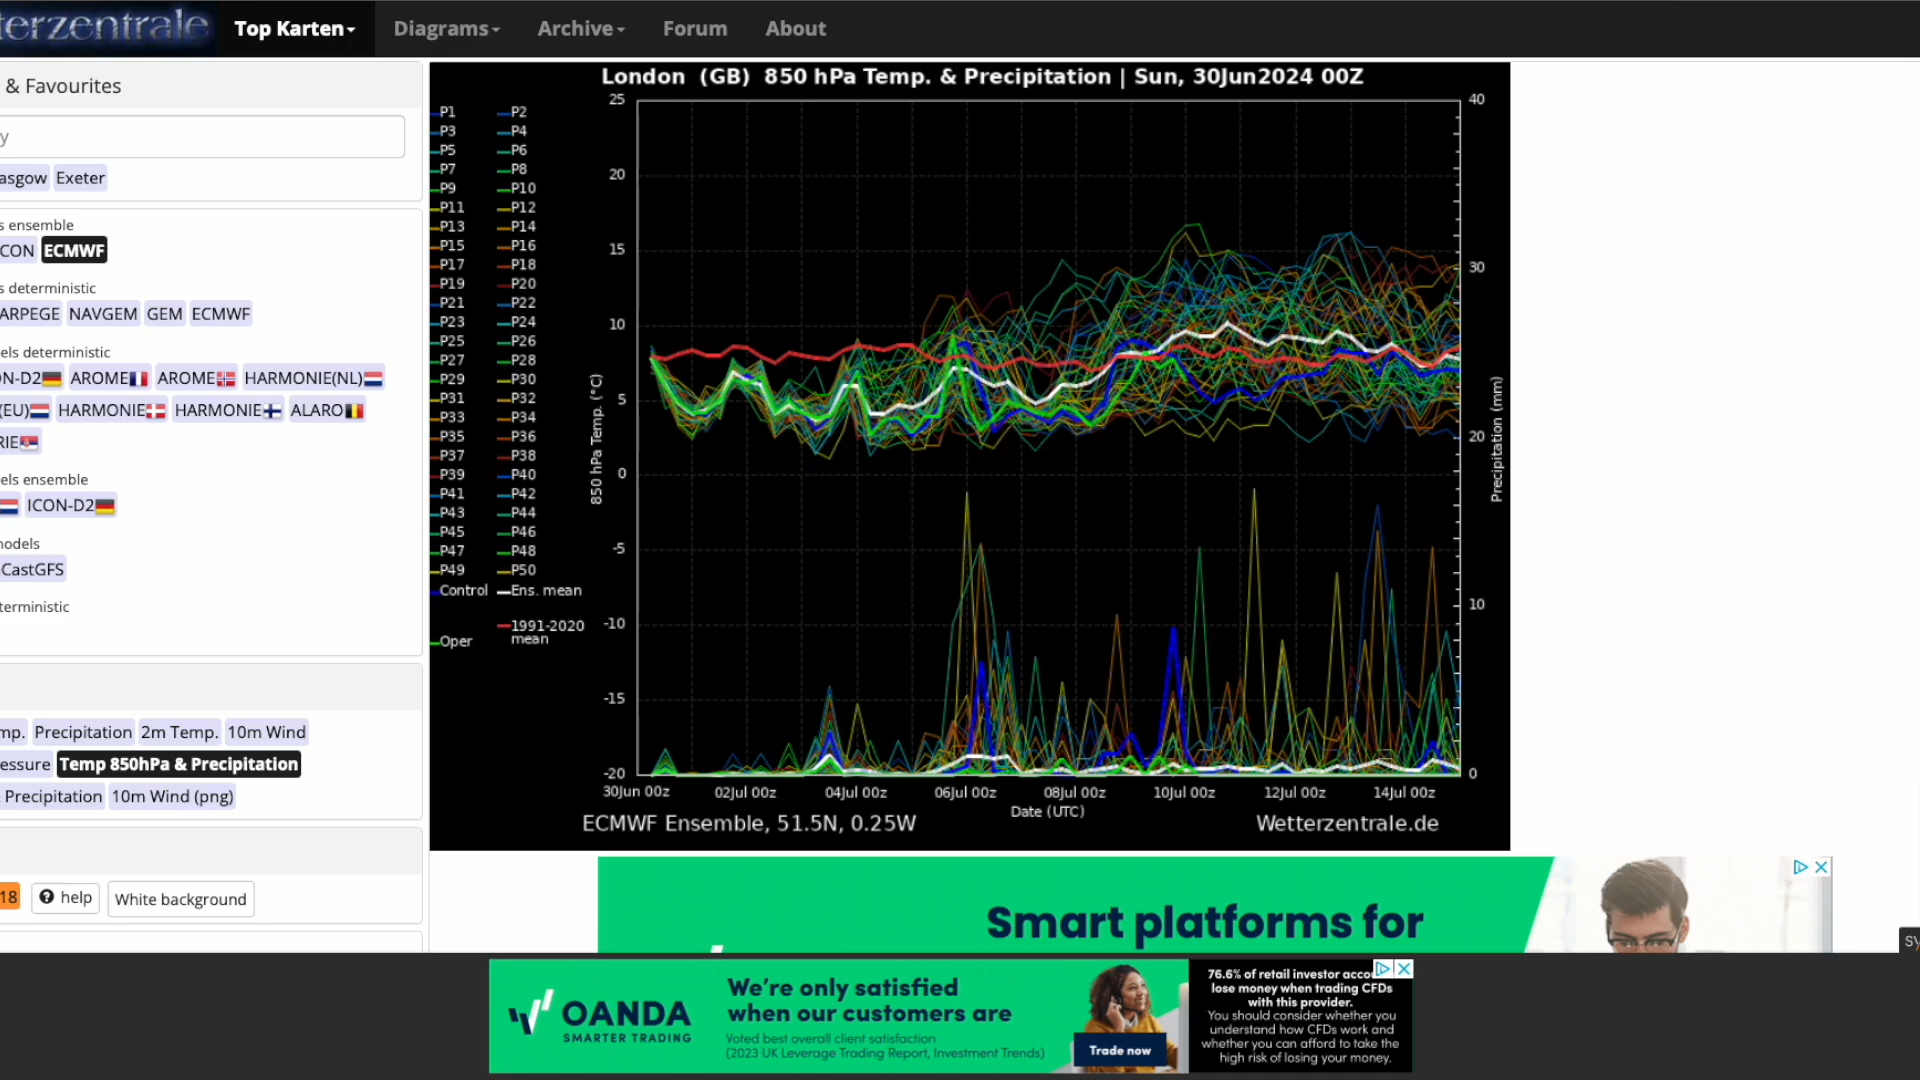 terzentrale Top Karten Diagrams Archive Forum About
& Favourites
y
asgow Exeter
s ensemble
CON ECMWF
s deterministic
ARPEGE NAVGEM GEM ECMWF
els deterministic
N-D2 AROME AROME HARMONIE(NL)
(EU) HARMONIE HARMONIE ALARO
RIE
els ensemble
ICON-D2
nodels
CastGFS
terministic
mp. Precipitation 2m Temp. 10m Wind
essure Temp 850hPa & Precipitation
Precipitation 10m Wind (png)
18 help White background
London (GB) 850 hPa Temp. & Precipitation | Sun, 30Jun2024 00Z
P1 P2
P3 P4
P5 P6
P7 P8
P9 P10
P11 P12
P13 P14
P15 P16
P17 P18
P19 P20
P21 P22
P23 P24
P25 P26
P27 P28
P29 P30
P31 P32
P33 P34
P35 P36
P37 P38
P39 P40
P41 P42
P43 P44
P45 P46
P47 P48
P49 P50
Control Ens. mean
1991-2020
mean
Oper
25
20
15
10
5
0
-5
-10
-15
-20
850 hPa Temp. (°C)
40
30
20
10
0
Precipitation (mm)
30Jun 00z 02Jul 00z 04Jul 00z 06Jul 00z 08Jul 00z 10Jul 00z 12Jul 00z 14Jul 00z
Date (UTC)
ECMWF Ensemble, 51.5N, 0.25W Wetterzentrale.de
Smart platforms for
sy
OANDA
SMARTER TRADING
We're only satisfied
when our customers are
Voted best overall client satisfaction
(2023 UK Leverage Trading Report, Investment Trends)
Trade now
76.6% of retail investor acco
lose money when trading CFDs
with this provider.
You should consider whether you
understand how CFDs work and
whether you can afford to take the
high risk of losing your money.